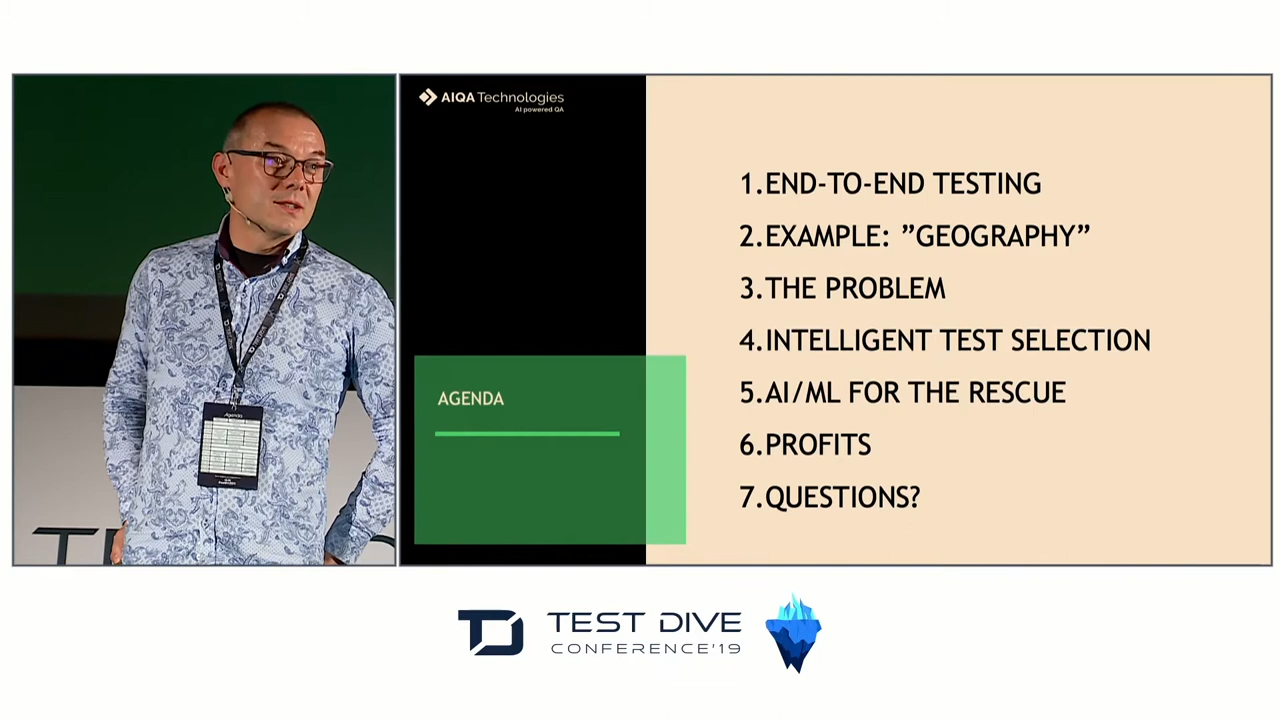 AIQA Technologies
AI powered QA
AGENDA
1.END-TO-END TESTING
2.EXAMPLE: ”GEOGRAPHY”
3.THE PROBLEM
4.INTELLIGENT TEST SELECTION
5.AI/ML FOR THE RESCUE
6.PROFITS
7.QUESTIONS?
Agenda
TEST DIVE
CONFERENCE'19